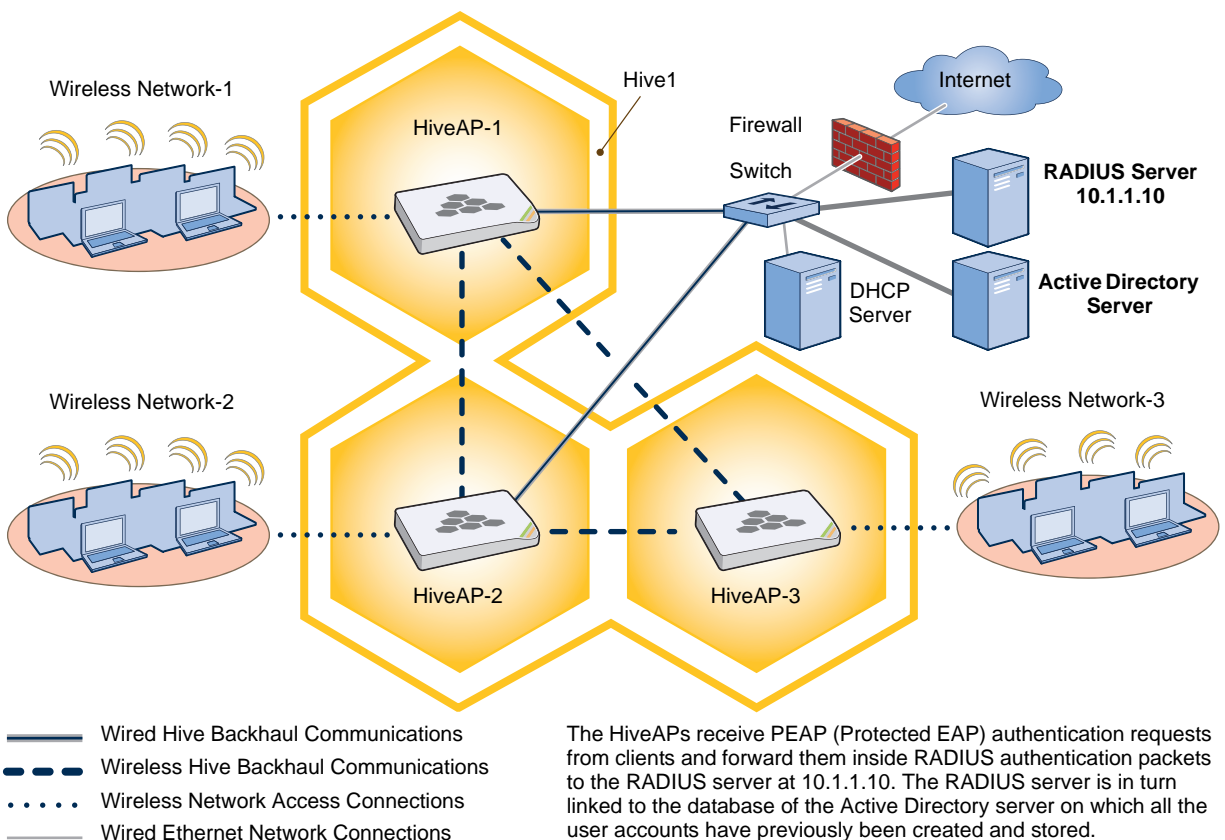 Wireless Network-1
HiveAP-1
Hive1
Internet
Firewall
Switch
RADIUS Server
10.1.1.10
DHCP
Server
Active Directory
Server
Wireless Network-2
Wireless Network-3
HiveAP-2
HiveAP-3
Wired Hive Backhaul Communications
Wireless Hive Backhaul Communications
Wireless Network Access Connections
Wired Ethernet Network Connections
The HiveAPs receive PEAP (Protected EAP) authentication requests
from clients and forward them inside RADIUS authentication packets
to the RADIUS server at 10.1.1.10. The RADIUS server is in turn
linked to the database of the Active Directory server on which all the
user accounts have previously been created and stored.